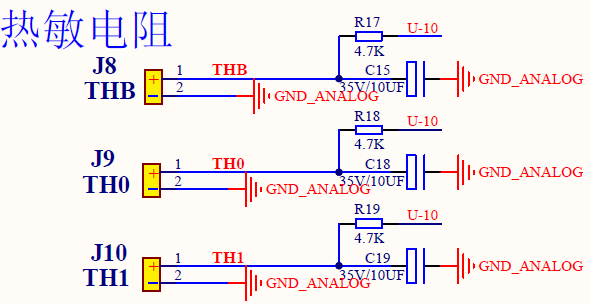 热敏电阻
R17 U-10
4.7K
J8
THB
+ 1 THB C15
- 2 35V/10UF GND_ANALOG
GND_ANALOG
R18 U-10
4.7K
J9
TH0
+ 1 TH0 C18
- 2 35V/10UF GND_ANALOG
GND_ANALOG
R19 U-10
4.7K
J10
TH1
+ 1 TH1 C19
- 2 35V/10UF GND_ANALOG
GND_ANALOG